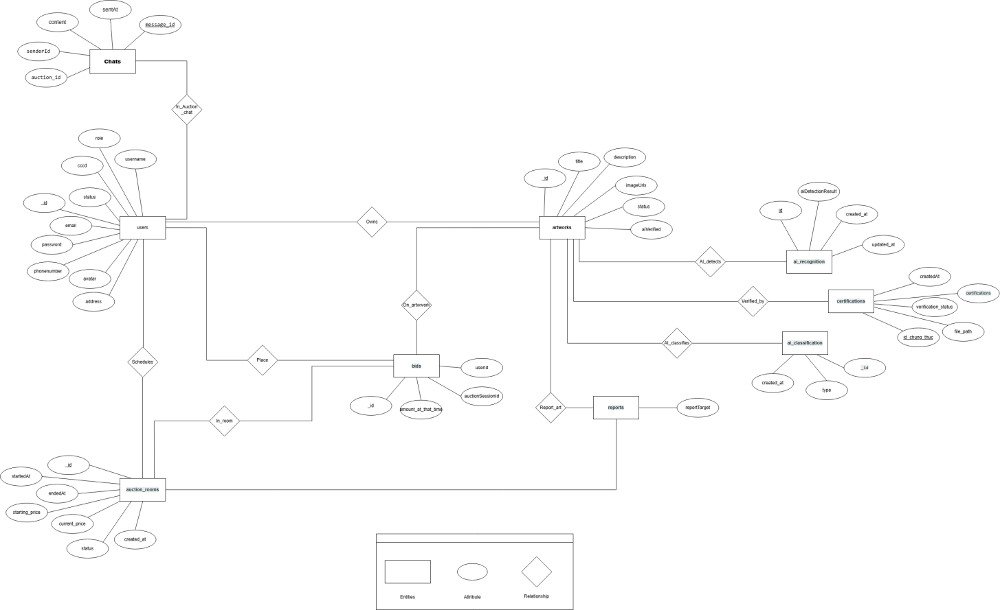 sentAt
content
message_id
senderId
Chats
auction_id
In_Auction
_chat
role
username
cccd
status
_id
email
users
password
phonenumber
avatar
address
Owns
_id
title
description
imageUrls
status
artworks
aiVerified
id
aiDetectionResult
created_at
updated_at
AI_detects
ai_recognition
createdAt
certifications
Verified_by
certifications
verification_status
file_path
id_chung_thuc
AI_classifies
ai_classification
_id
created_at
type
On_artwwork
Schedules
Place
bids
userId
auctionSessionId
_id
amount_at_that_time
In_room
Report_art
reports
reportTarget
_id
startedAt
auction_rooms
endedAt
starting_price
current_price
created_at
status
Entities
Attribute
Relationship